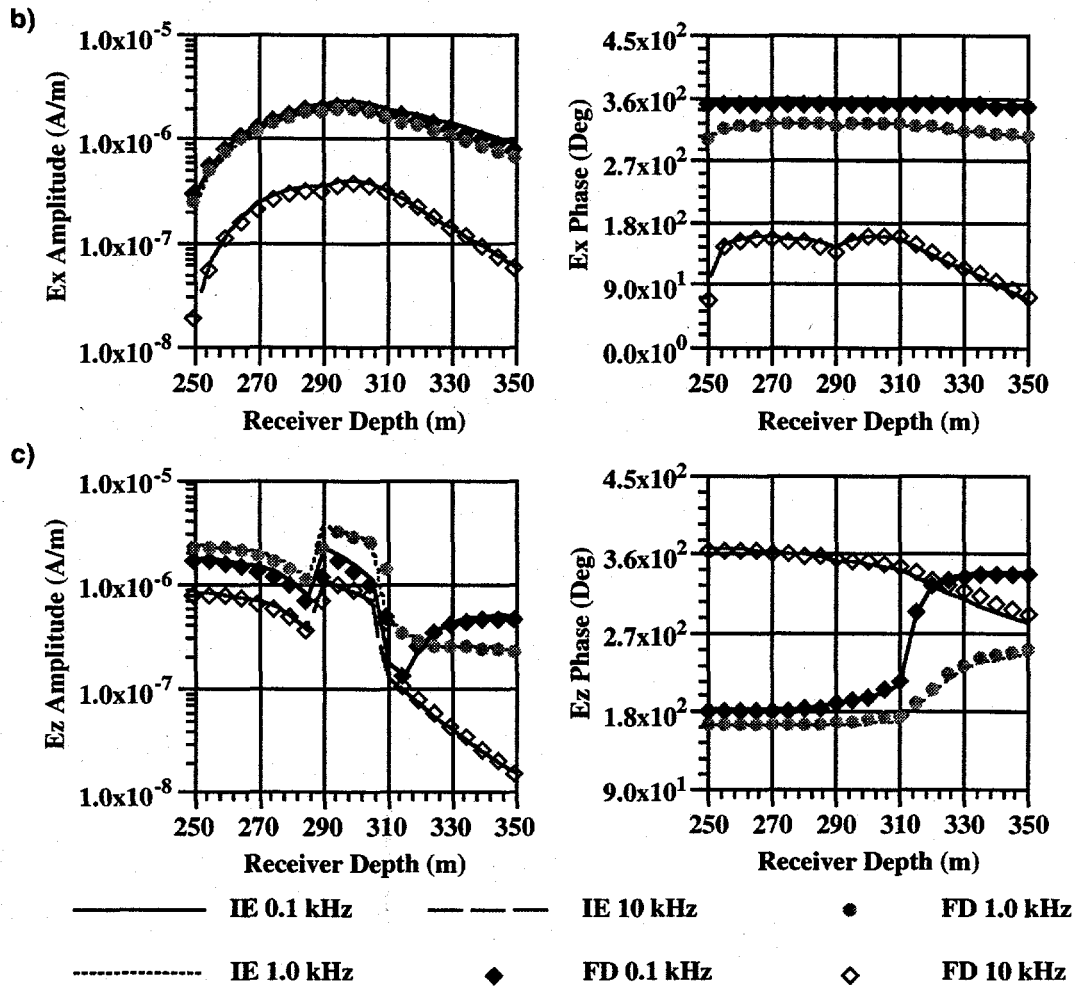 b)
1.0x10^-5
1.0x10^-6
1.0x10^-7
1.0x10^-8
Ex Amplitude (A/m)
250 270 290 310 330 350
Receiver Depth (m)
4.5x10^2
3.6x10^2
2.7x10^2
1.8x10^2
9.0x10^1
0.0x10^0
Ex Phase (Deg)
250 270 290 310 330 350
Receiver Depth (m)
c)
1.0x10^-5
1.0x10^-6
1.0x10^-7
1.0x10^-8
Ez Amplitude (A/m)
250 270 290 310 330 350
Receiver Depth (m)
4.5x10^2
3.6x10^2
2.7x10^2
1.8x10^2
9.0x10^1
Ez Phase (Deg)
250 270 290 310 330 350
Receiver Depth (m)
IE 0.1 kHz IE 10 kHz FD 1.0 kHz
IE 1.0 kHz FD 0.1 kHz FD 10 kHz